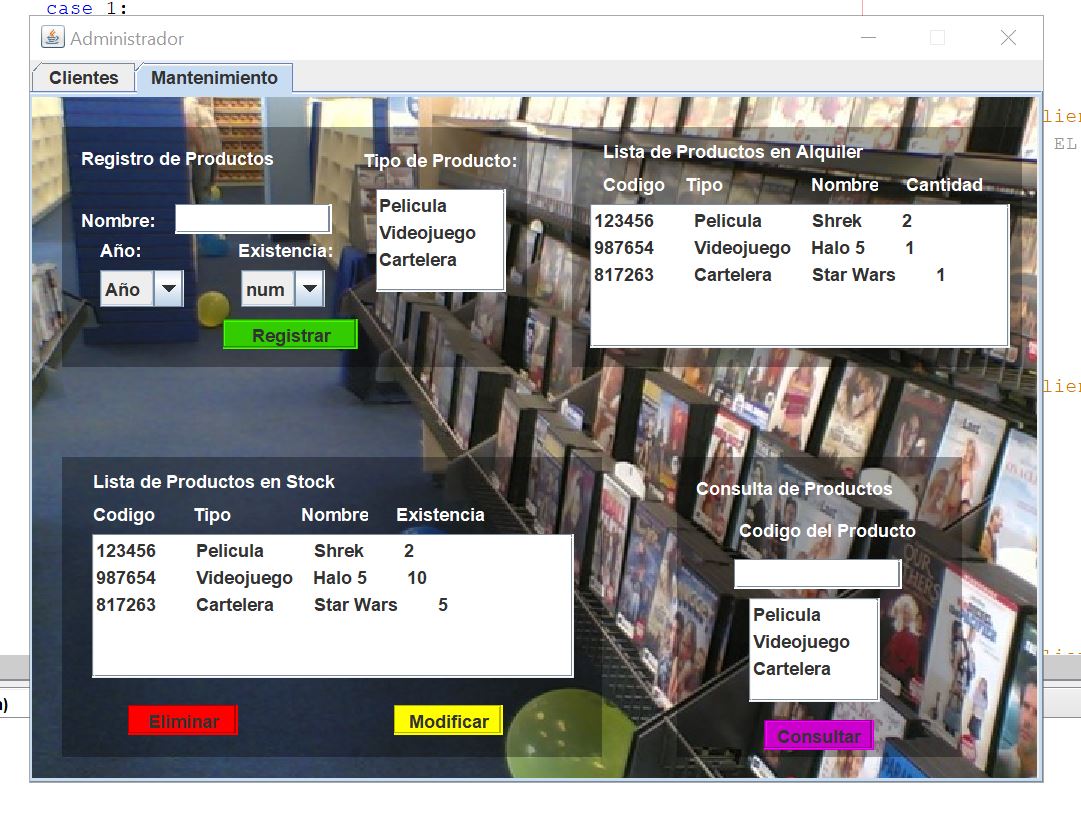 case 1:
Administrador
Clientes Mantenimiento
Registro de Productos
Nombre:
Año: Existencia:
Año num
Registrar
Tipo de Producto:
Pelicula
Videojuego
Cartelera
Lista de Productos en Alquiler
Codigo Tipo Nombre Cantidad
123456 Pelicula Shrek 2
987654 Videojuego Halo 5 1
817263 Cartelera Star Wars 1
EL
Lista de Productos en Stock
Codigo Tipo Nombre Existencia
123456 Pelicula Shrek 2
987654 Videojuego Halo 5 10
817263 Cartelera Star Wars 5
Eliminar Modificar
Consulta de Productos
Codigo del Producto
Pelicula
Videojuego
Cartelera
Consultar